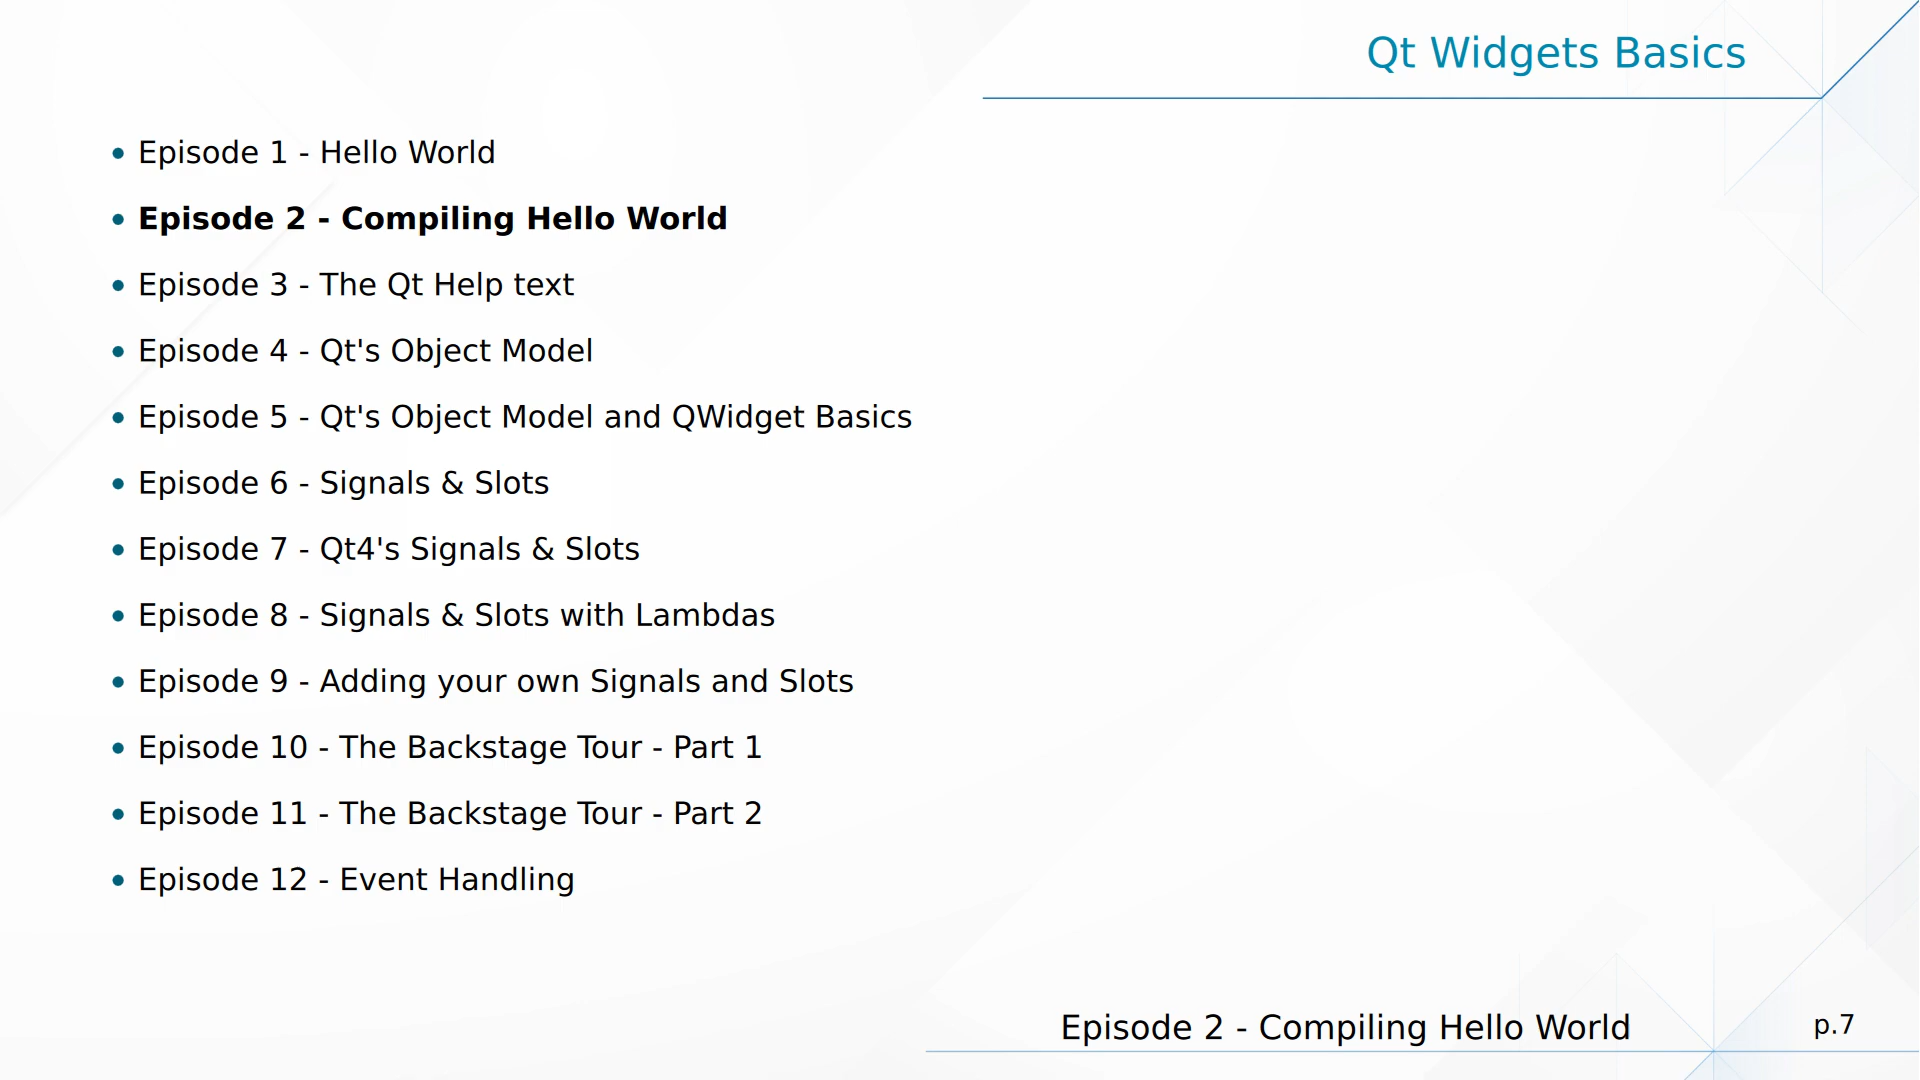 Qt Widgets Basics
• Episode 1 - Hello World
• Episode 2 - Compiling Hello World
• Episode 3 - The Qt Help text
• Episode 4 - Qt's Object Model
• Episode 5 - Qt's Object Model and QWidget Basics
• Episode 6 - Signals & Slots
• Episode 7 - Qt4's Signals & Slots
• Episode 8 - Signals & Slots with Lambdas
• Episode 9 - Adding your own Signals and Slots
• Episode 10 - The Backstage Tour - Part 1
• Episode 11 - The Backstage Tour - Part 2
• Episode 12 - Event Handling
Episode 2 - Compiling Hello World p.7